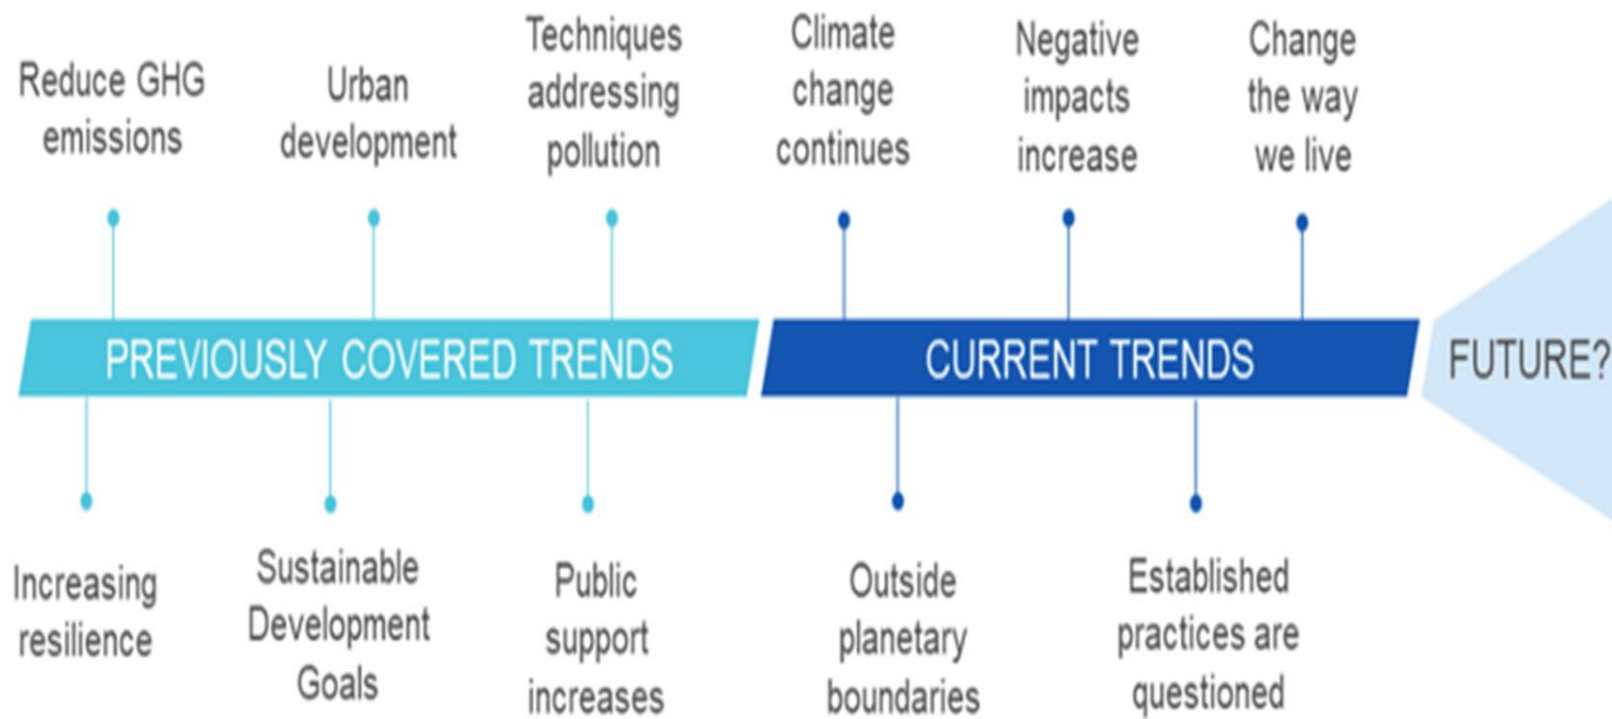 Reduce GHG
emissions
Urban
development
Techniques
addressing
pollution
Climate
change
continues
Negative
impacts
increase
Change
the way
we live
PREVIOUSLY COVERED TRENDS
CURRENT TRENDS
FUTURE?
Increasing
resilience
Sustainable
Development
Goals
Public
support
increases
Outside
planetary
boundaries
Established
practices are
questioned